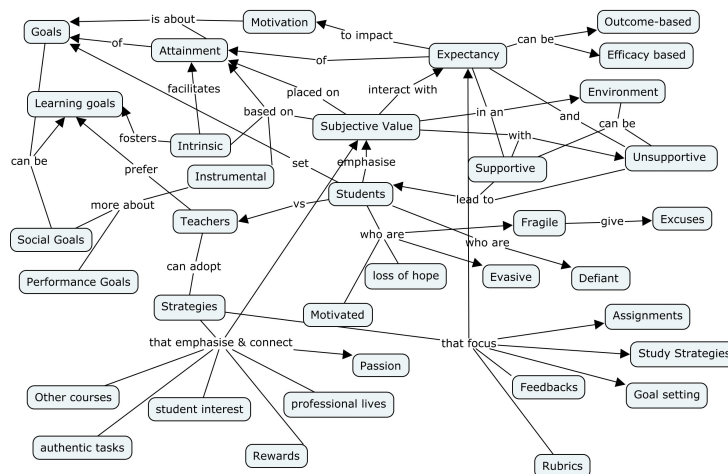 Goals
is about
Motivation
Outcome-based
to impact
can be
of
Attainment
of
Expectancy
Efficacy based
facilitates
placed on
interact with
Environment
Learning goals
based on
in an
and
can be
fosters
Intrinsic
Subjective Value
with
can be
prefer
set
emphasise
Supportive
Unsupportive
Instrumental
more about
Students
lead to
Teachers
vs
Fragile
give
Excuses
Social Goals
who are
who are
can adopt
loss of hope
Evasive
Defiant
Performance Goals
Strategies
Motivated
Assignments
that emphasise & connect
that focus
Passion
Study Strategies
Other courses
student interest
professional lives
Feedbacks
Goal setting
authentic tasks
Rewards
Rubrics